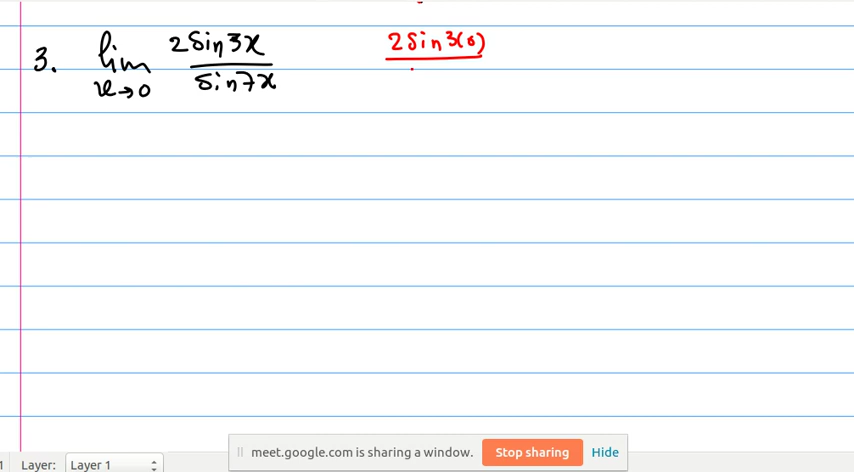 3. lim 2sin3x / sin7x 2sin3(0)
x→0
meet.google.com is sharing a window. Stop sharing Hide
1 Layer: Layer 1